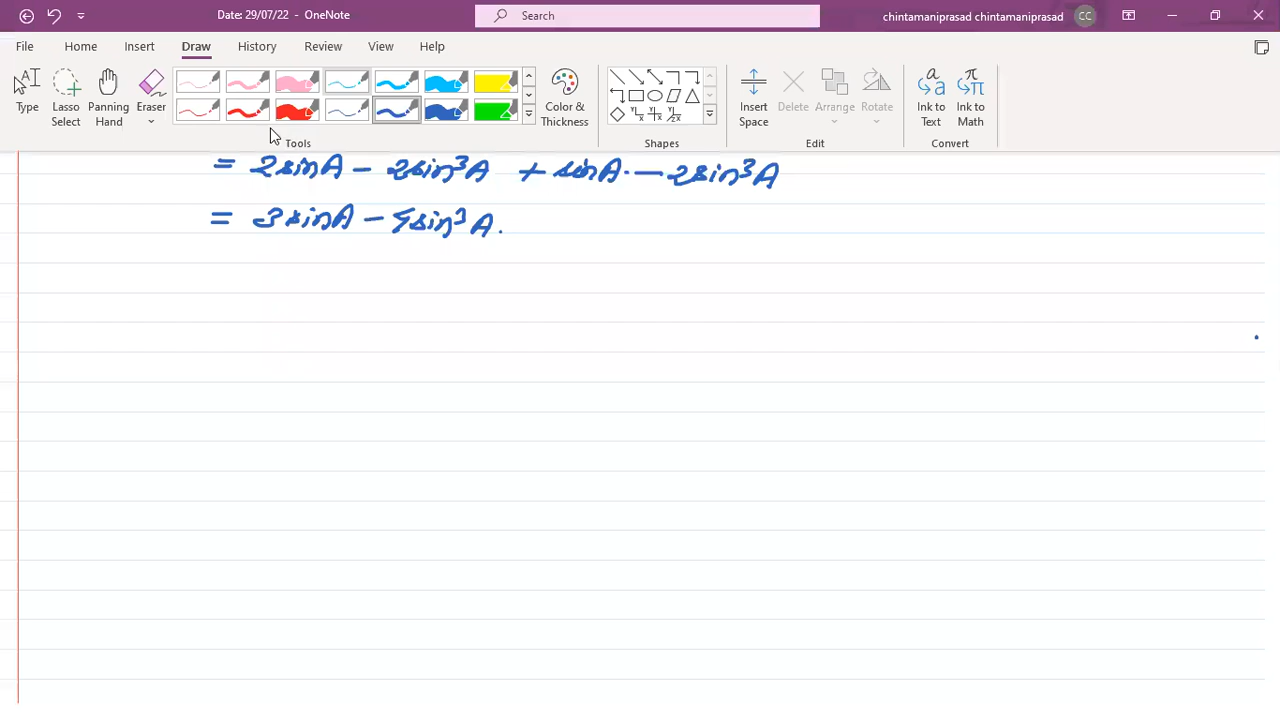 Date: 29/07/22 - OneNote
Search
chintamaniprasad chintamaniprasad CC
File Home Insert Draw History Review View Help
Type Lasso Select Panning Hand Eraser Color & Thickness Insert Space Delete Arrange Rotate Ink to Text Ink to Math
Tools Shapes Edit Convert
= 2sinA - 2sin³A + sinA - 2sin³A
= 3sinA - 4sin³A.